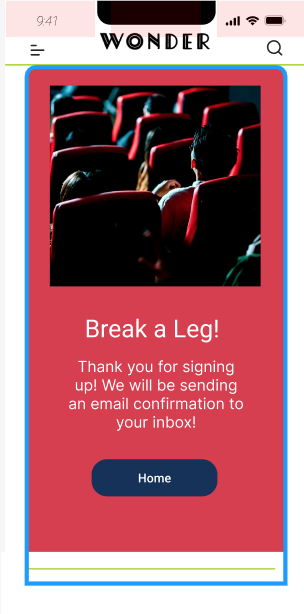 9:41
WONDER
Break a Leg!
Thank you for signing
up! We will be sending
an email confirmation to
your inbox!
Home